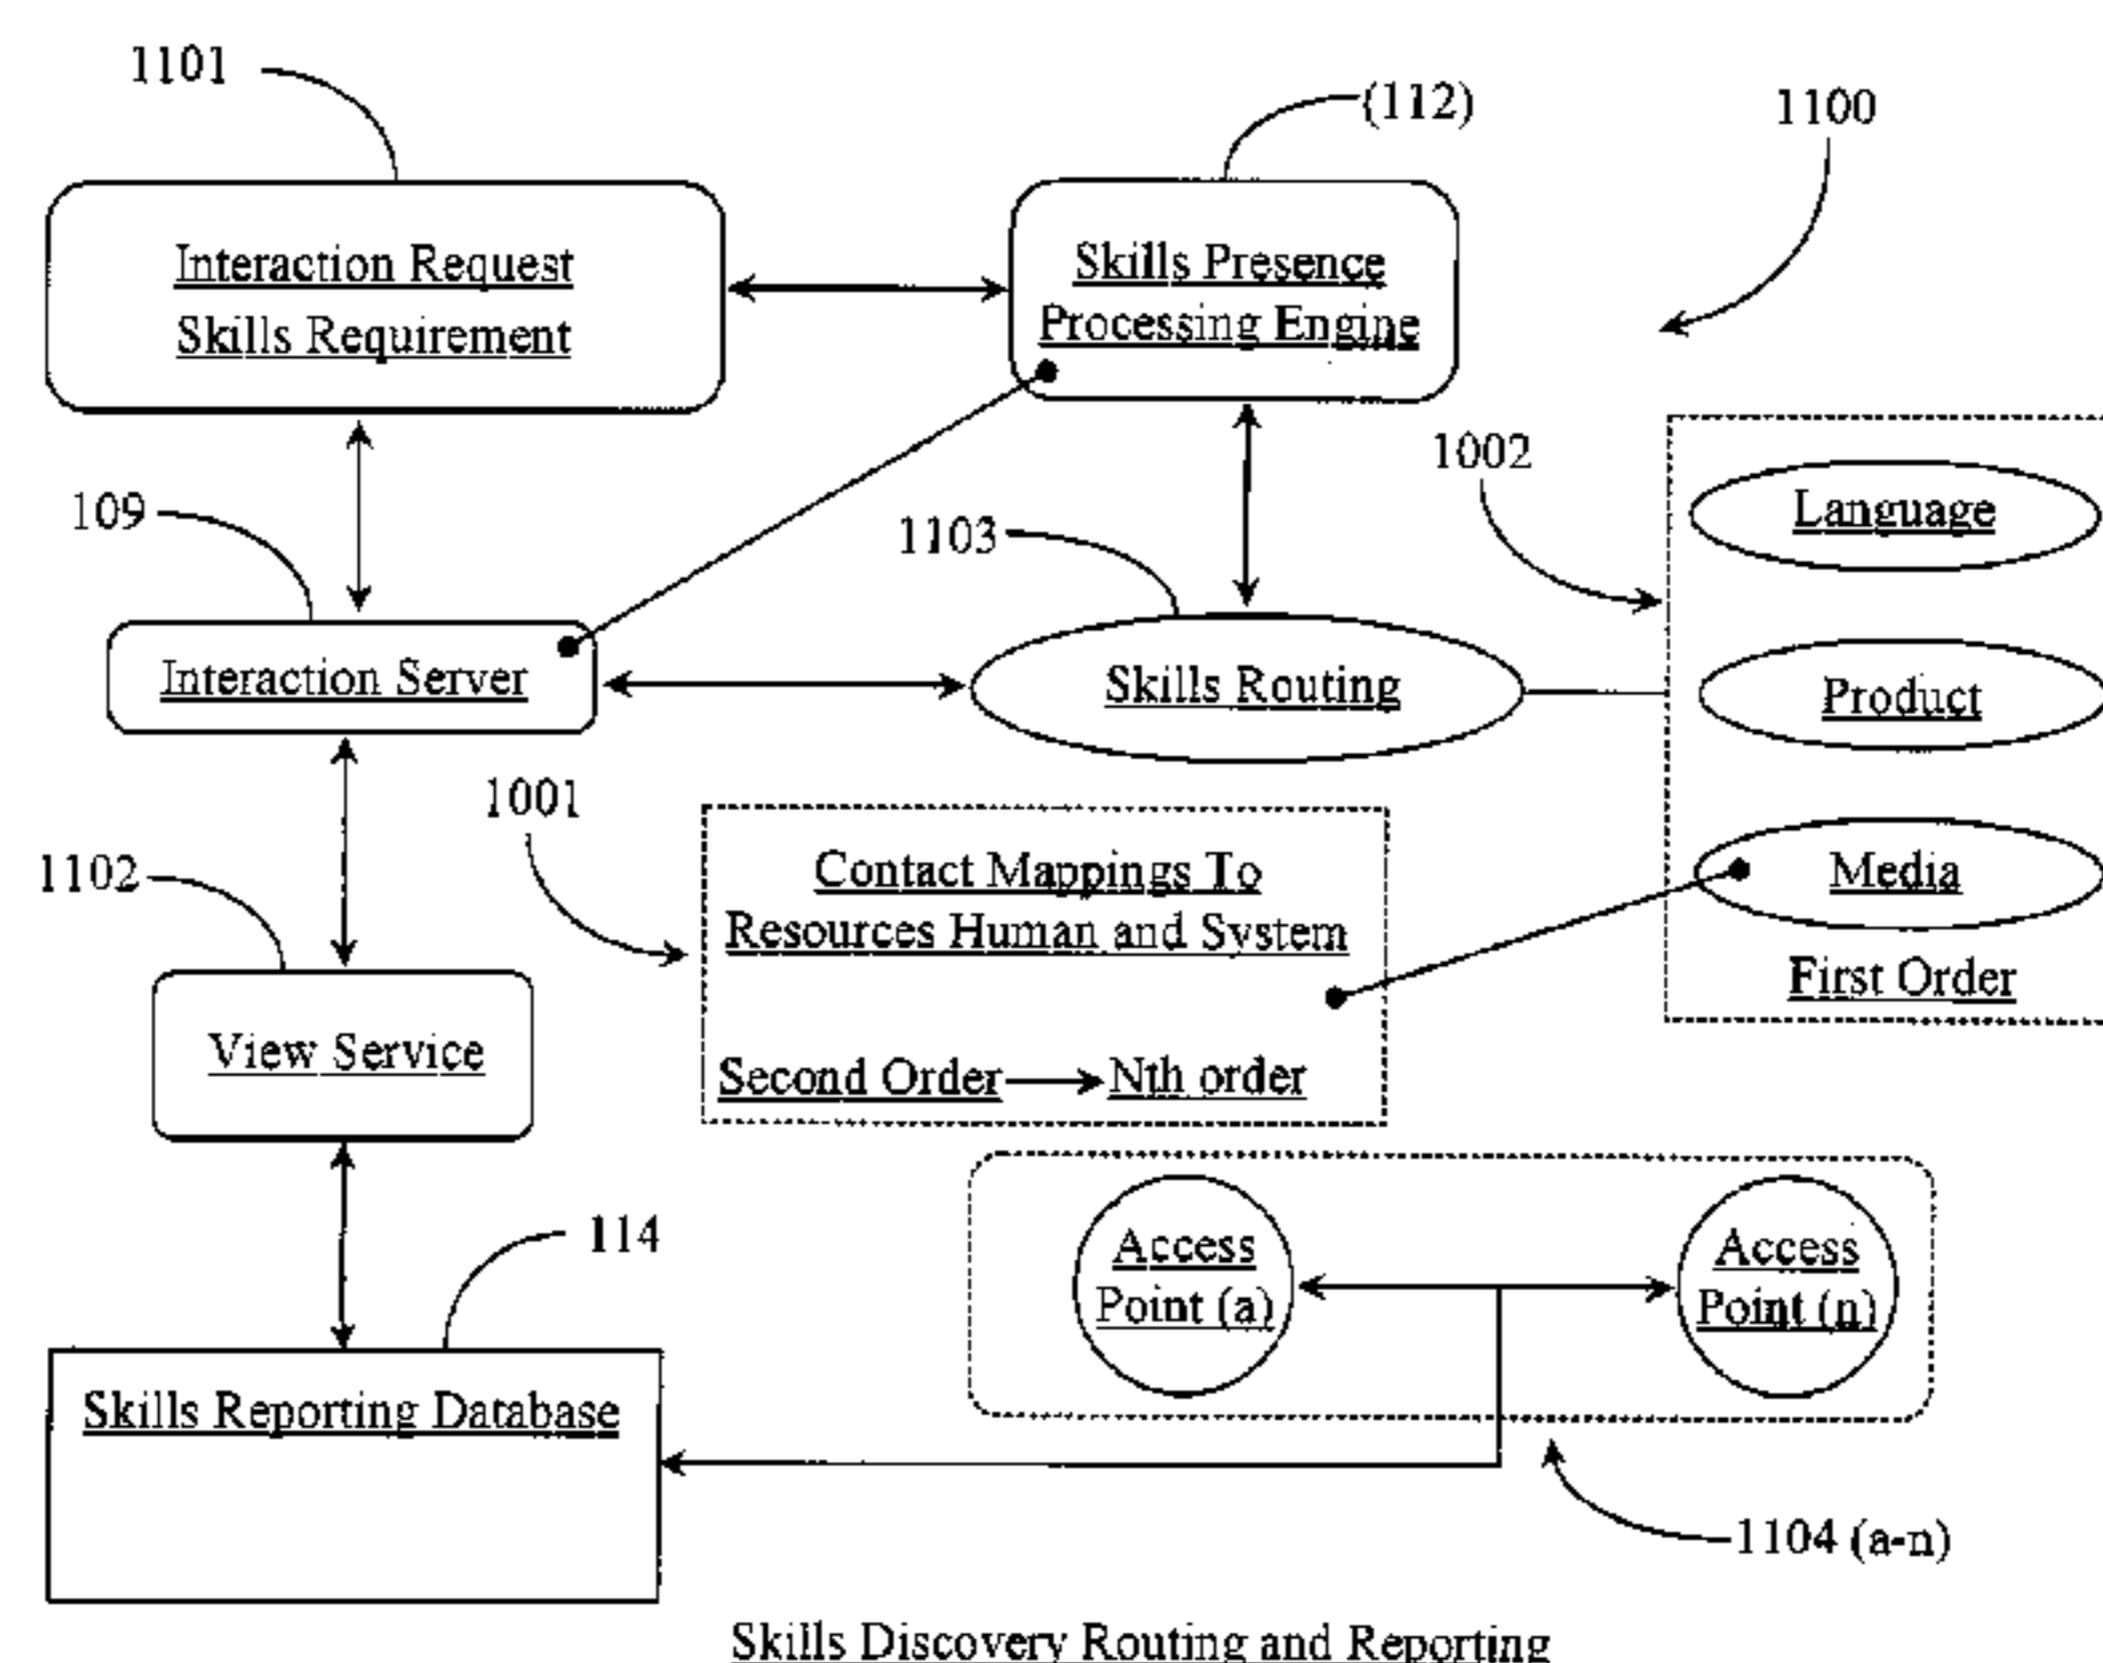 1101
(112)
1100
Interaction Request
Skills Requirement
Skills Presence
Processing Engine
1002
Language
109
1103
Interaction Server
Skills Routing
Product
1001
1102
Contact Mappings To
Resources Human and System
Media
First Order
View Service
Second Order
Nth order
114
Access
Point (a)
Access
Point (n)
Skills Reporting Database
1104 (a-n)
Skills Discovery Routing and Reporting